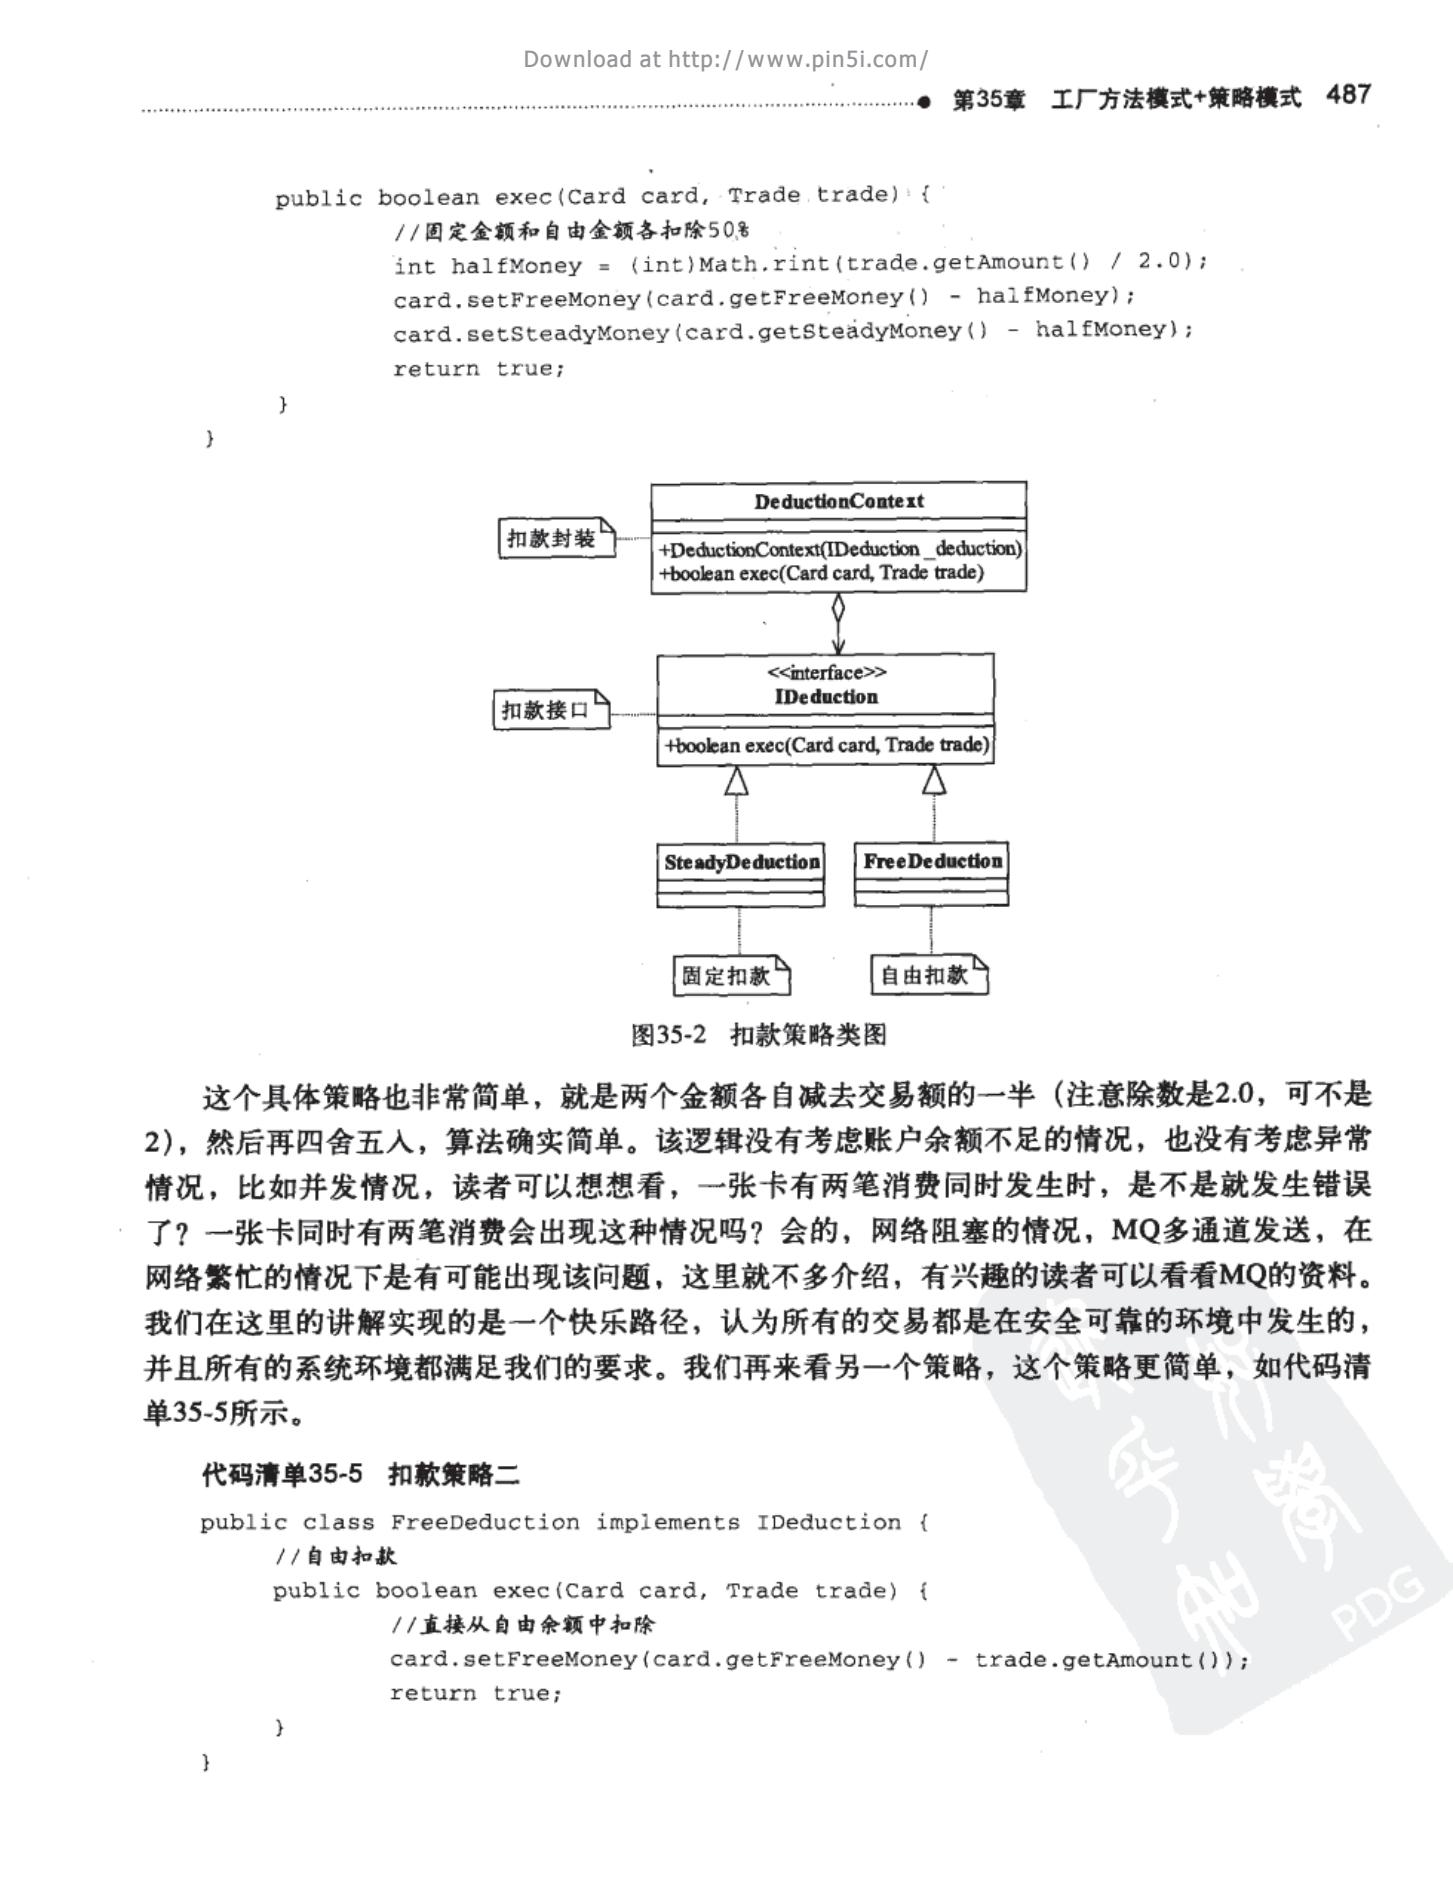 Download at http://www.pin5i.com/
第35章 工厂方法模式+策略模式 487
public boolean exec(Card card, Trade trade) {
//固定金额和自由金额各扣除50%
int halfMoney = (int)Math.rint(trade.getAmount() / 2.0);
card.setFreeMoney(card.getFreeMoney() - halfMoney);
card.setSteadyMoney(card.getSteadyMoney() - halfMoney);
return true;
}
}
DeductionContext
扣款封装
+DeductionContext(IDeduction _deduction)
+boolean exec(Card card, Trade trade)
<<interface>>
IDeduction
扣款接口
+boolean exec(Card card, Trade trade)
SteadyDeduction FreeDeduction
固定扣款 自由扣款
图35-2 扣款策略类图
这个具体策略也非常简单，就是两个金额各自减去交易额的一半（注意除数是2.0，可不是
2），然后再四舍五入，算法确实简单。该逻辑没有考虑账户余额不足的情况，也没有考虑异常
情况，比如并发情况，读者可以想想看，一张卡有两笔消费同时发生时，是不是就发生错误
了？一张卡同时有两笔消费会出现这种情况吗？会的，网络阻塞的情况，MQ多通道发送，在
网络繁忙的情况下是有可能出现该问题，这里就不多介绍，有兴趣的读者可以看看MQ的资料。
我们在这里的讲解实现的是一个快乐路径，认为所有的交易都是在安全可靠的环境中发生的，
并且所有的系统环境都满足我们的要求。我们再来看另一个策略，这个策略更简单，如代码清
单35-5所示。
代码清单35-5 扣款策略二
public class FreeDeduction implements IDeduction {
//自由扣款
public boolean exec(Card card, Trade trade) {
//直接从自由余额中扣除
card.setFreeMoney(card.getFreeMoney() - trade.getAmount());
return true;
}
}
PDG